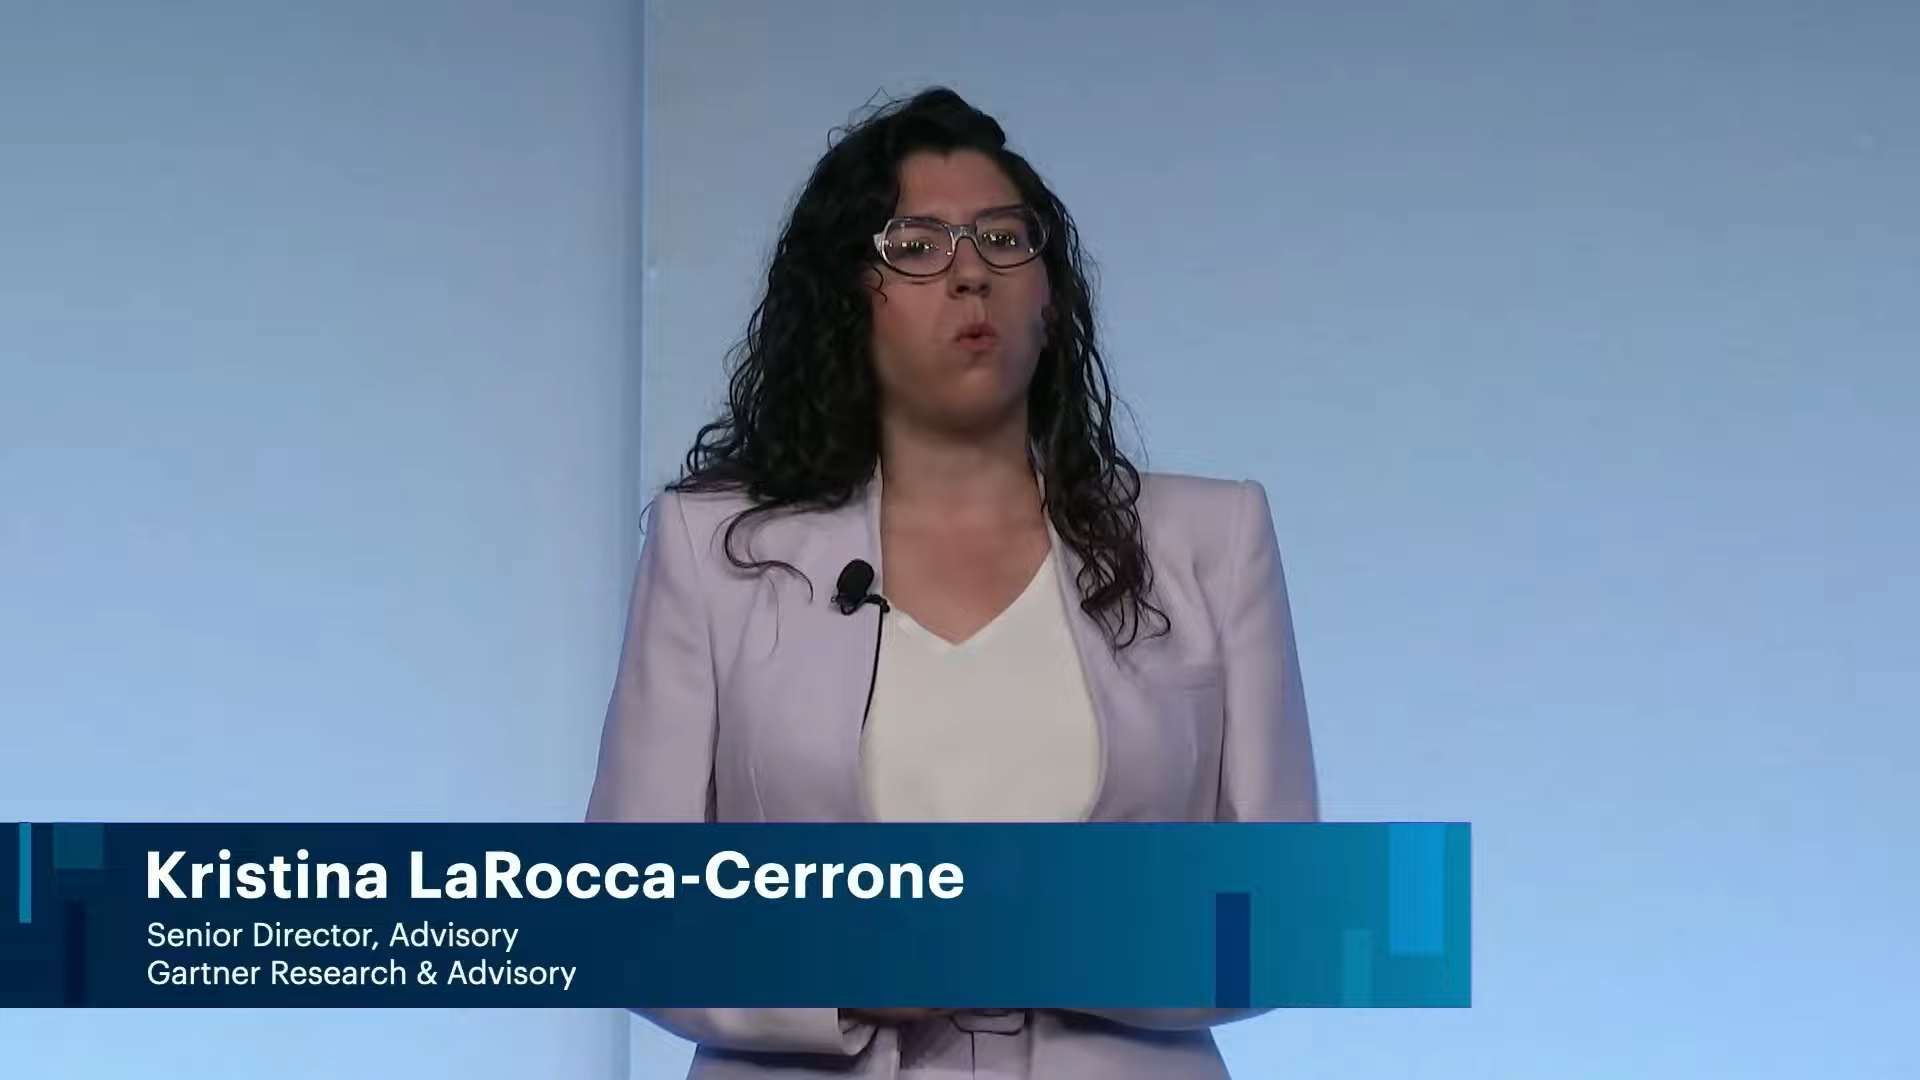 Kristina LaRocca-Cerrone
Senior Director, Advisory
Gartner Research & Advisory